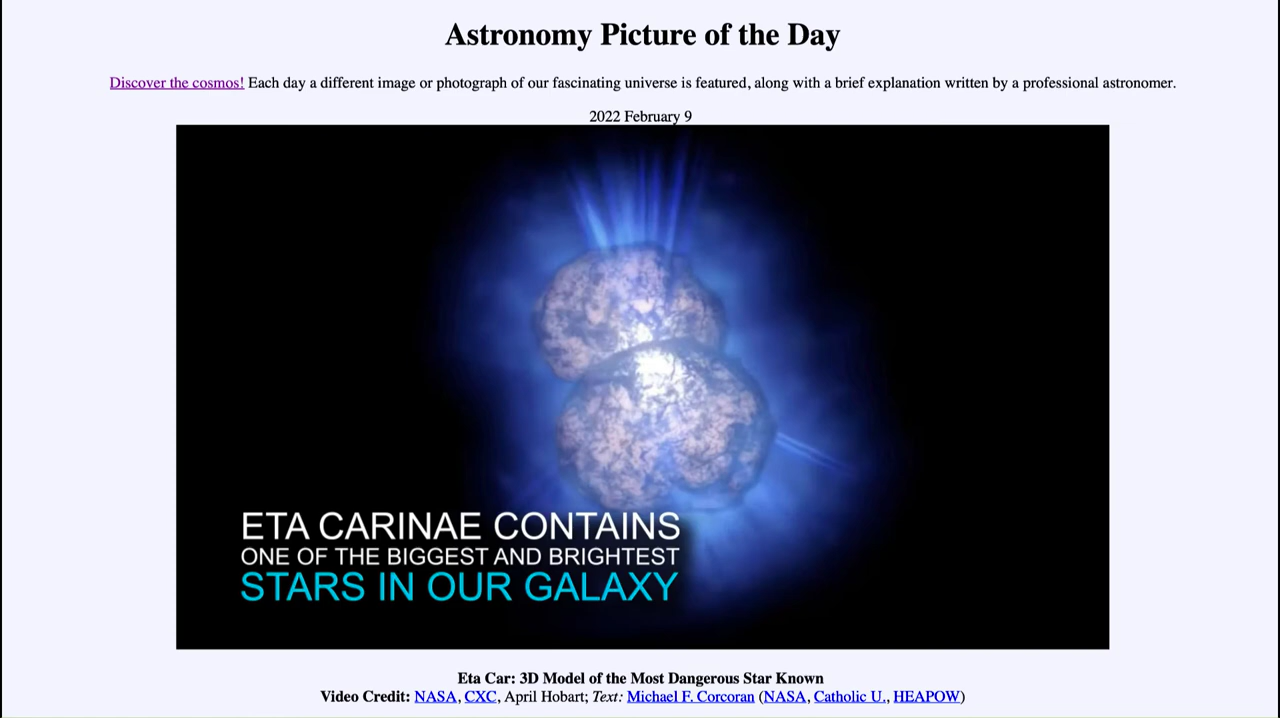 Astronomy Picture of the Day
Discover the cosmos! Each day a different image or photograph of our fascinating universe is featured, along with a brief explanation written by a professional astronomer.
2022 February 9
ETA CARINAE CONTAINS
ONE OF THE BIGGEST AND BRIGHTEST
STARS IN OUR GALAXY
Eta Car: 3D Model of the Most Dangerous Star Known
Video Credit: NASA, CXC, April Hobart; Text: Michael F. Corcoran (NASA, Catholic U., HEAPOW)